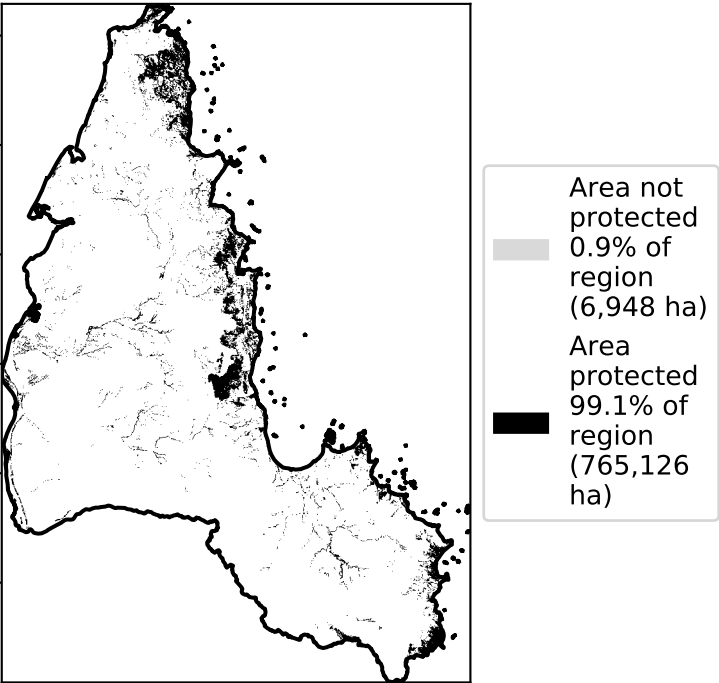 Area not
protected
0.9% of
region
(6,948 ha)
Area
protected
99.1% of
region
(765,126
ha)